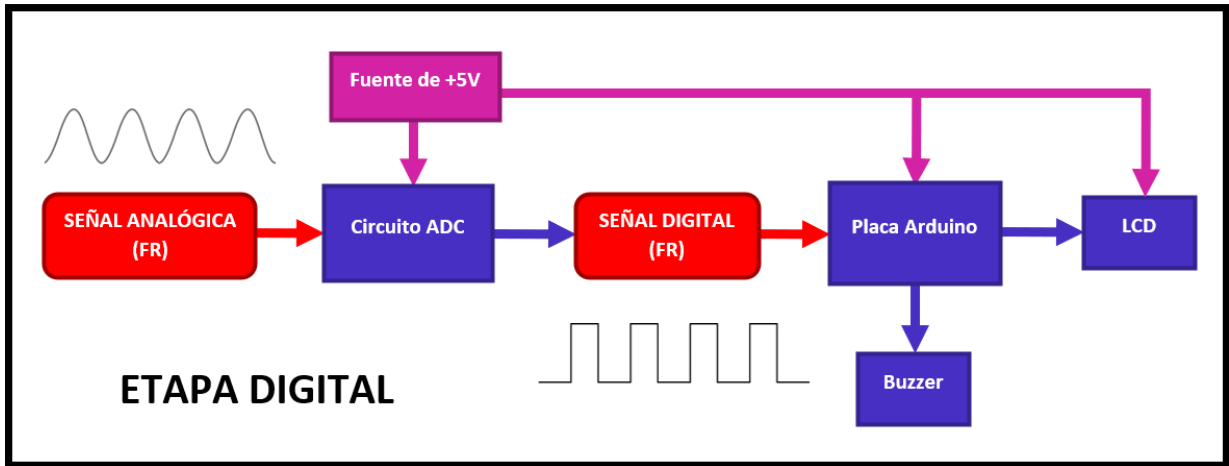 Fuente de +5V
SEÑAL ANALÓGICA
(FR)
Circuito ADC
SEÑAL DIGITAL
(FR)
Placa Arduino
LCD
Buzzer
ETAPA DIGITAL